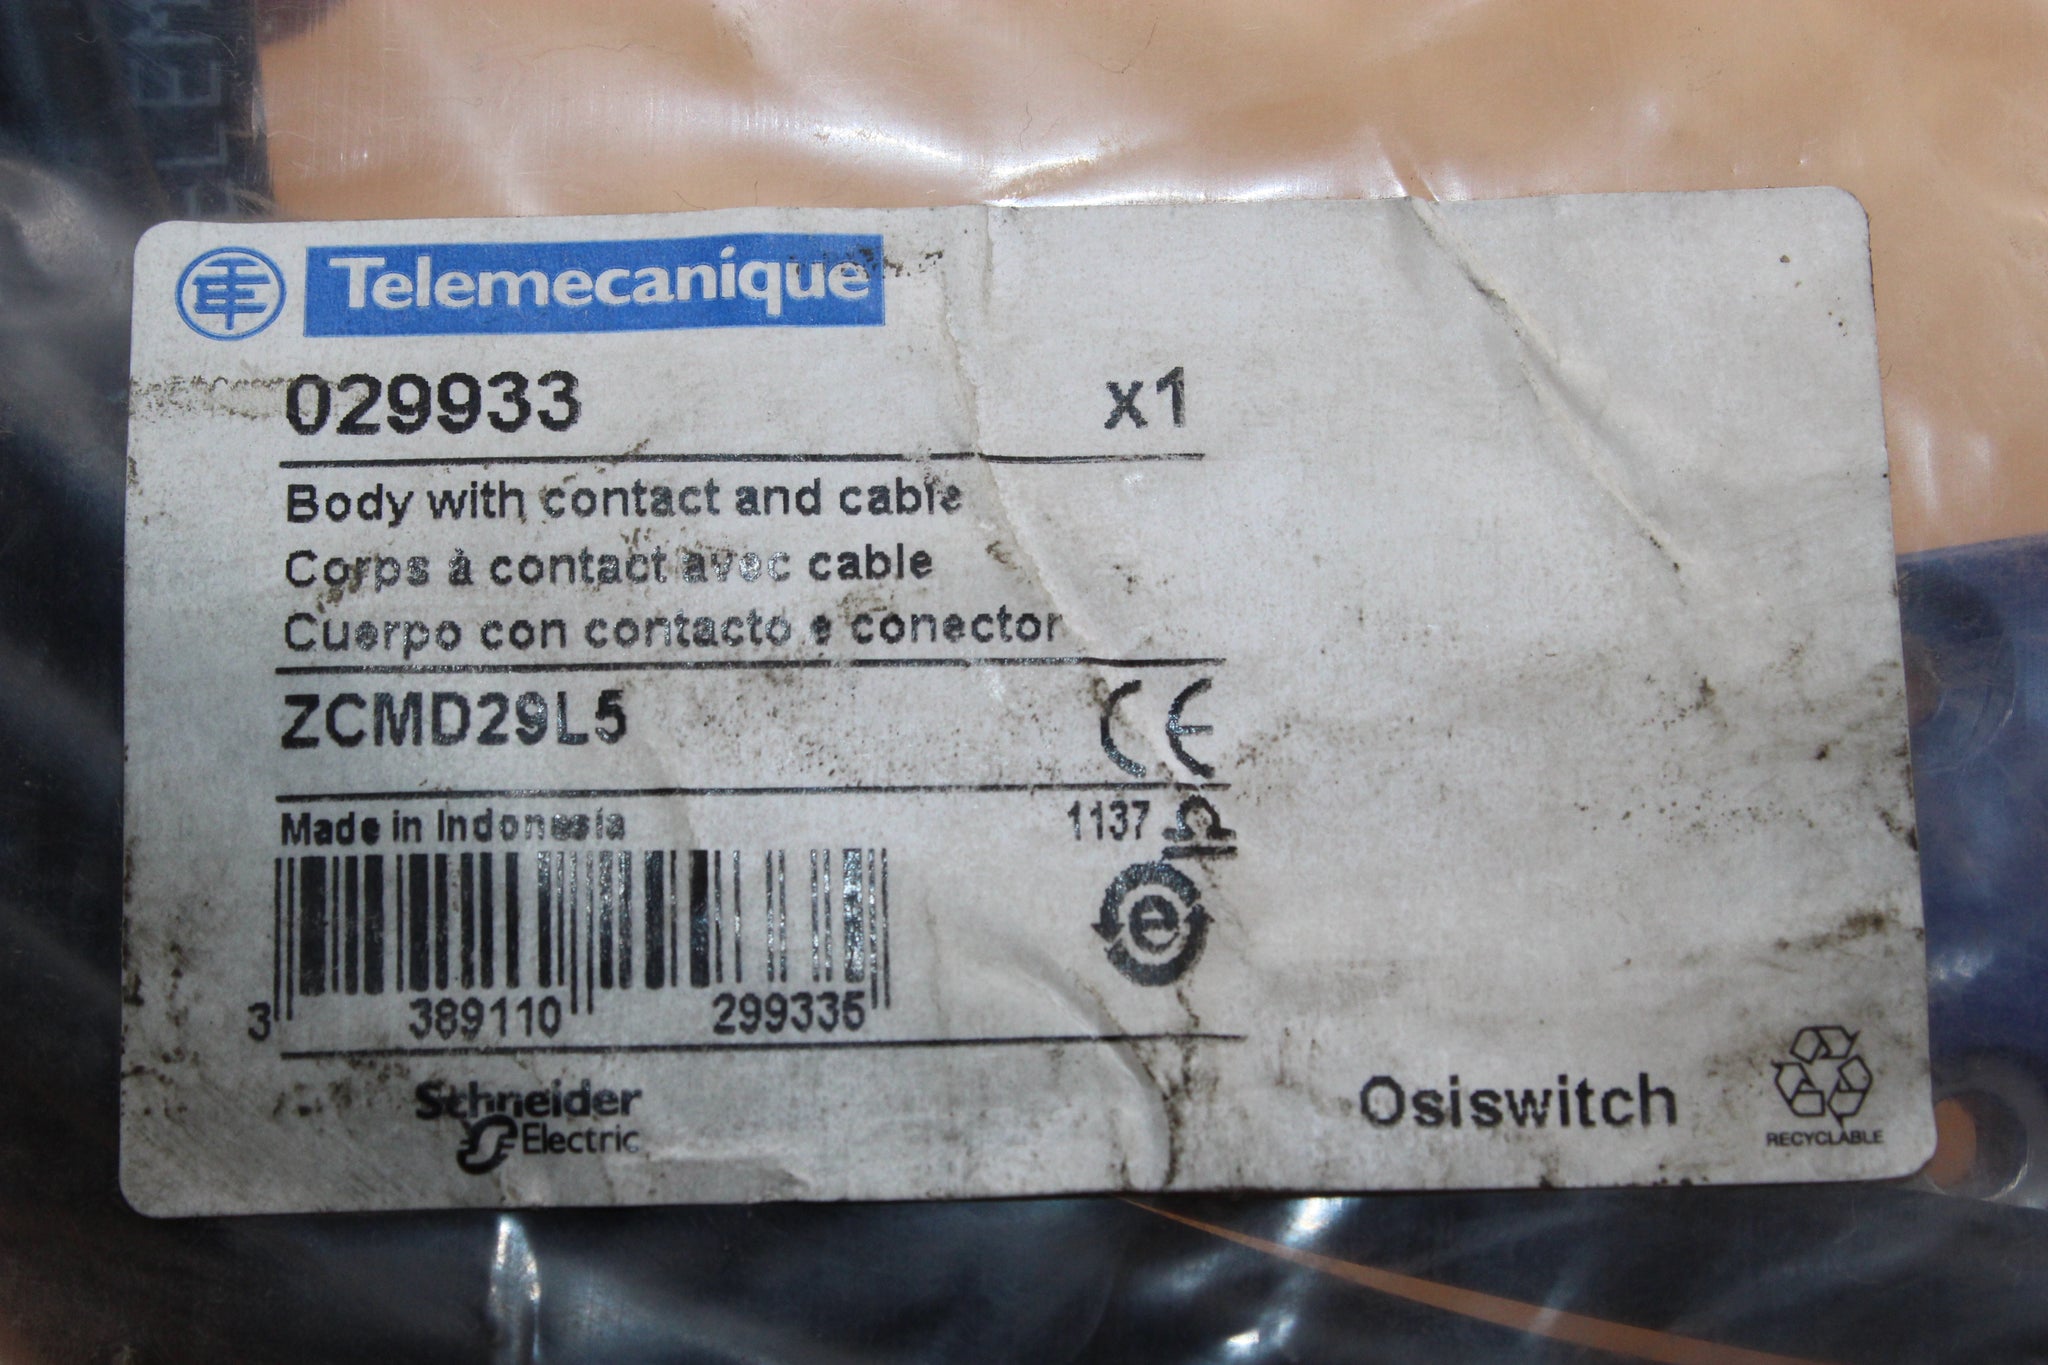 Telemecanique
029933 x1
Body with contact and cable
Corps à contact avec cable
Cuerpo con contacto e conector
ZCMD29L5 CE
Made in Indonesia 1137
e
3 389110 299335
Schneider
Electric
Osiswitch
RECYCLABLE